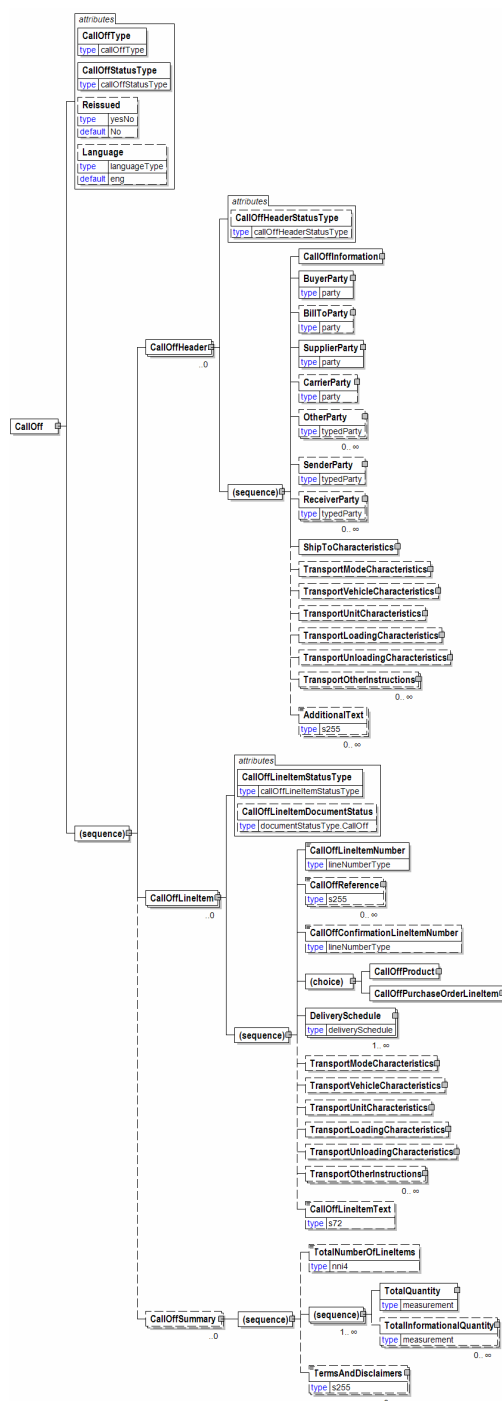 attributes
CallOffType
type callOffType
CallOffStatusType
type callOffStatusType
Reissued
type yesNo
default No
Language
type languageType
default eng
attributes
CallOffHeaderStatusType
type callOffHeaderStatusType
CallOffInformation
BuyerParty
type party
BillToParty
type party
CallOffHeader
..0
SupplierParty
type party
CarrierParty
type party
OtherParty
type typedParty
0.. ∞
CallOff
SenderParty
type typedParty
(sequence)
ReceiverParty
type typedParty
0.. ∞
ShipToCharacteristics
TransportModeCharacteristics
TransportVehicleCharacteristics
TransportUnitCharacteristics
TransportLoadingCharacteristics
TransportUnloadingCharacteristics
TransportOtherInstructions
0.. ∞
AdditionalText
type s255
0.. ∞
attributes
CallOffLineItemStatusType
type callOffLineItemStatusType
CallOffLineItemDocumentStatus
type documentStatusType.CallOff
(sequence)
CallOffLineItemNumber
type lineNumberType
CallOffReference
type s255
0.. ∞
CallOffLineItem
..0
CallOffConfirmationLineItemNumber
type lineNumberType
(choice)
CallOffProduct
CallOffPurchaseOrderLineItem
DeliverySchedule
type deliverySchedule
1.. ∞
(sequence)
TransportModeCharacteristics
TransportVehicleCharacteristics
TransportUnitCharacteristics
TransportLoadingCharacteristics
TransportUnloadingCharacteristics
TransportOtherInstructions
0.. ∞
CallOffLineItemText
type s72
TotalNumberOfLineItems
type nni4
CallOffSummary
..0
(sequence)
(sequence)
1.. ∞
TotalQuantity
type measurement
TotalInformationalQuantity
type measurement
0.. ∞
TermsAndDisclaimers
type s255